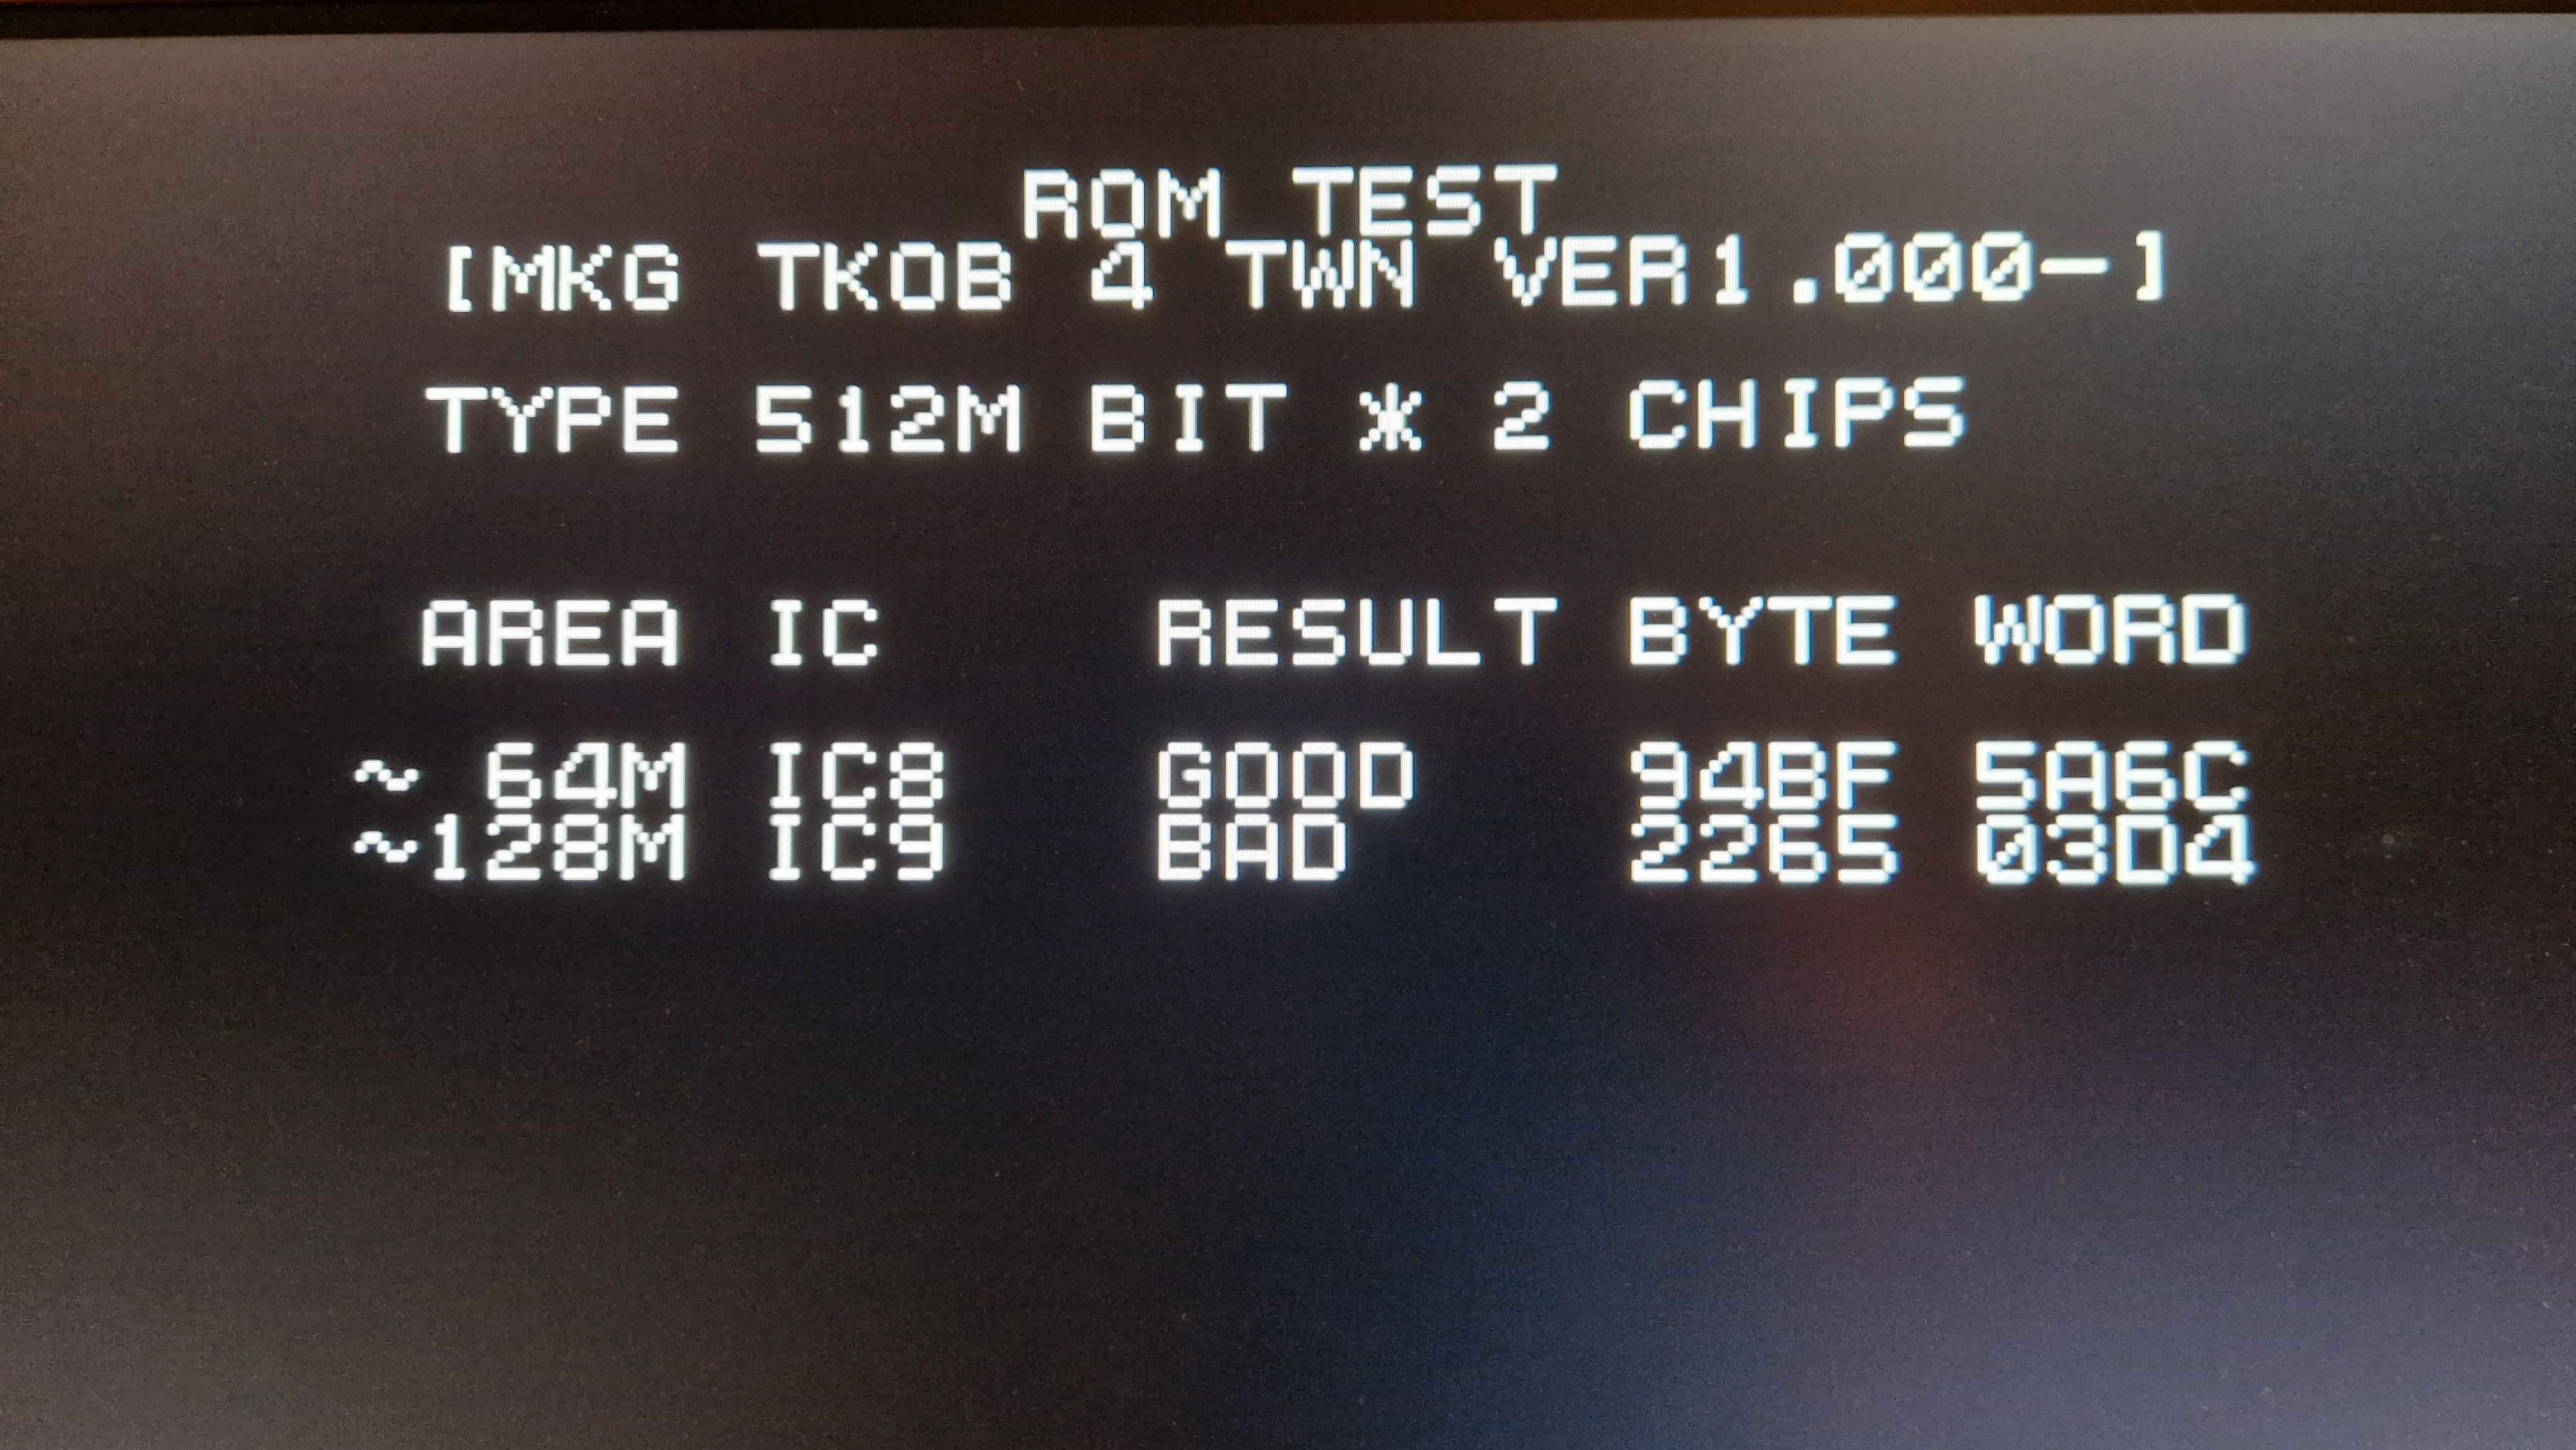 ROM TEST
[MKG TKOB 4 TWN VER1.000-]
TYPE 512M BIT * 2 CHIPS
AREA IC RESULT BYTE WORD
~ 64M IC8 GOOD 94BF 5A6C
~128M IC9 BAD 2265 03D4